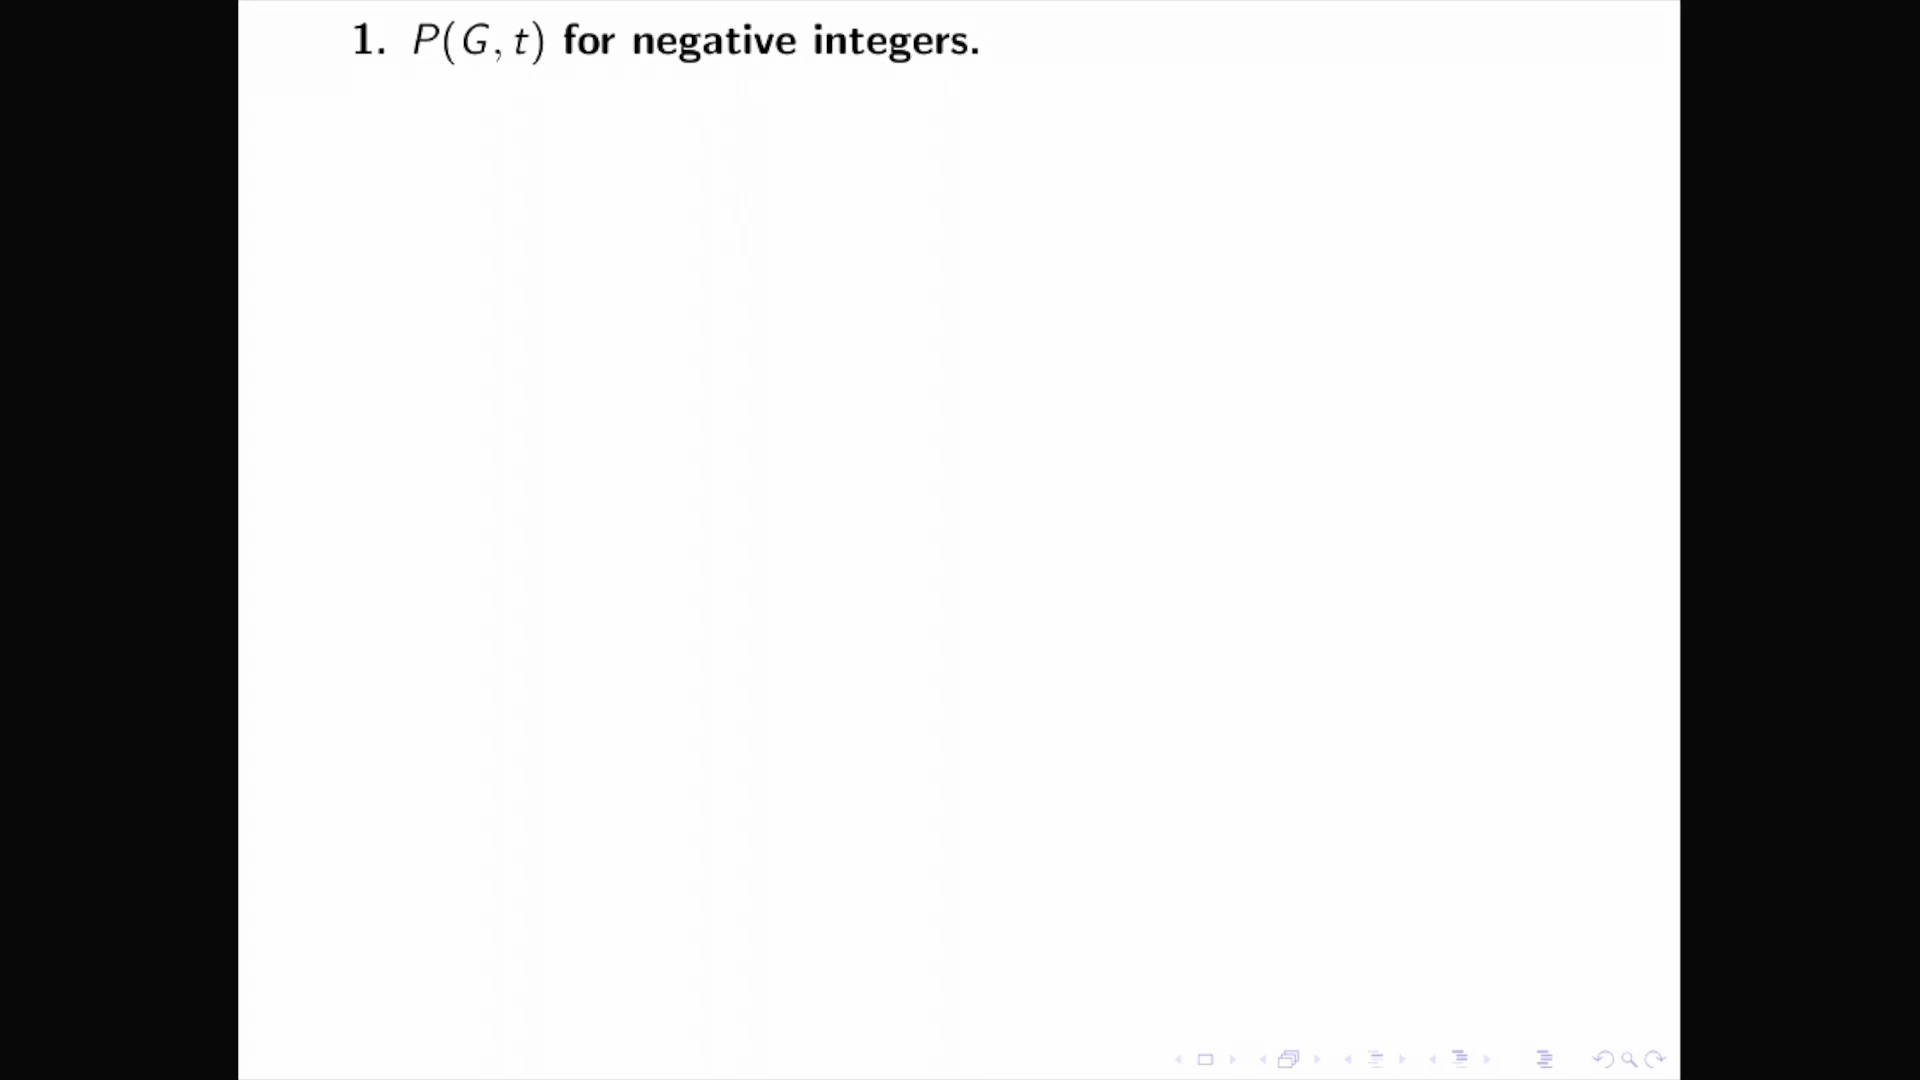 1. P(G, t) for negative integers.